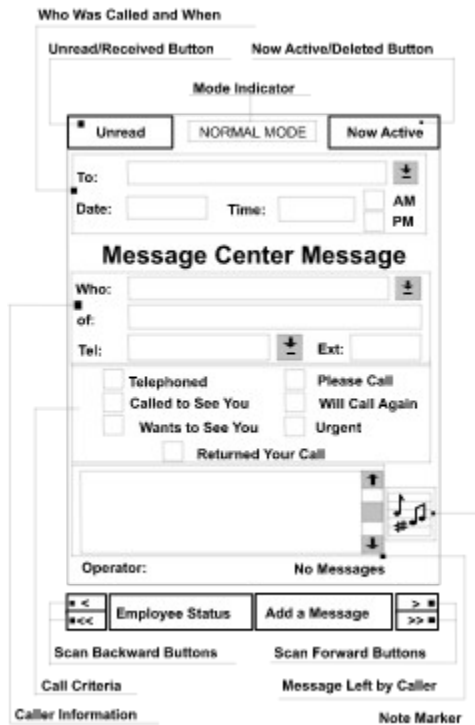 Who Was Called and When
Unread/Received Button Now Active/Deleted Button
Mode Indicator
Unread NORMAL MODE Now Active
To:
Date: Time: AM
PM
Message Center Message
Who:
of:
Tel: Ext:
Telephoned Please Call
Called to See You Will Call Again
Wants to See You Urgent
Returned Your Call
Operator: No Messages
< Employee Status Add a Message >
<< >>
Scan Backward Buttons Scan Forward Buttons
Call Criteria Message Left by Caller
Caller Information Note Marker